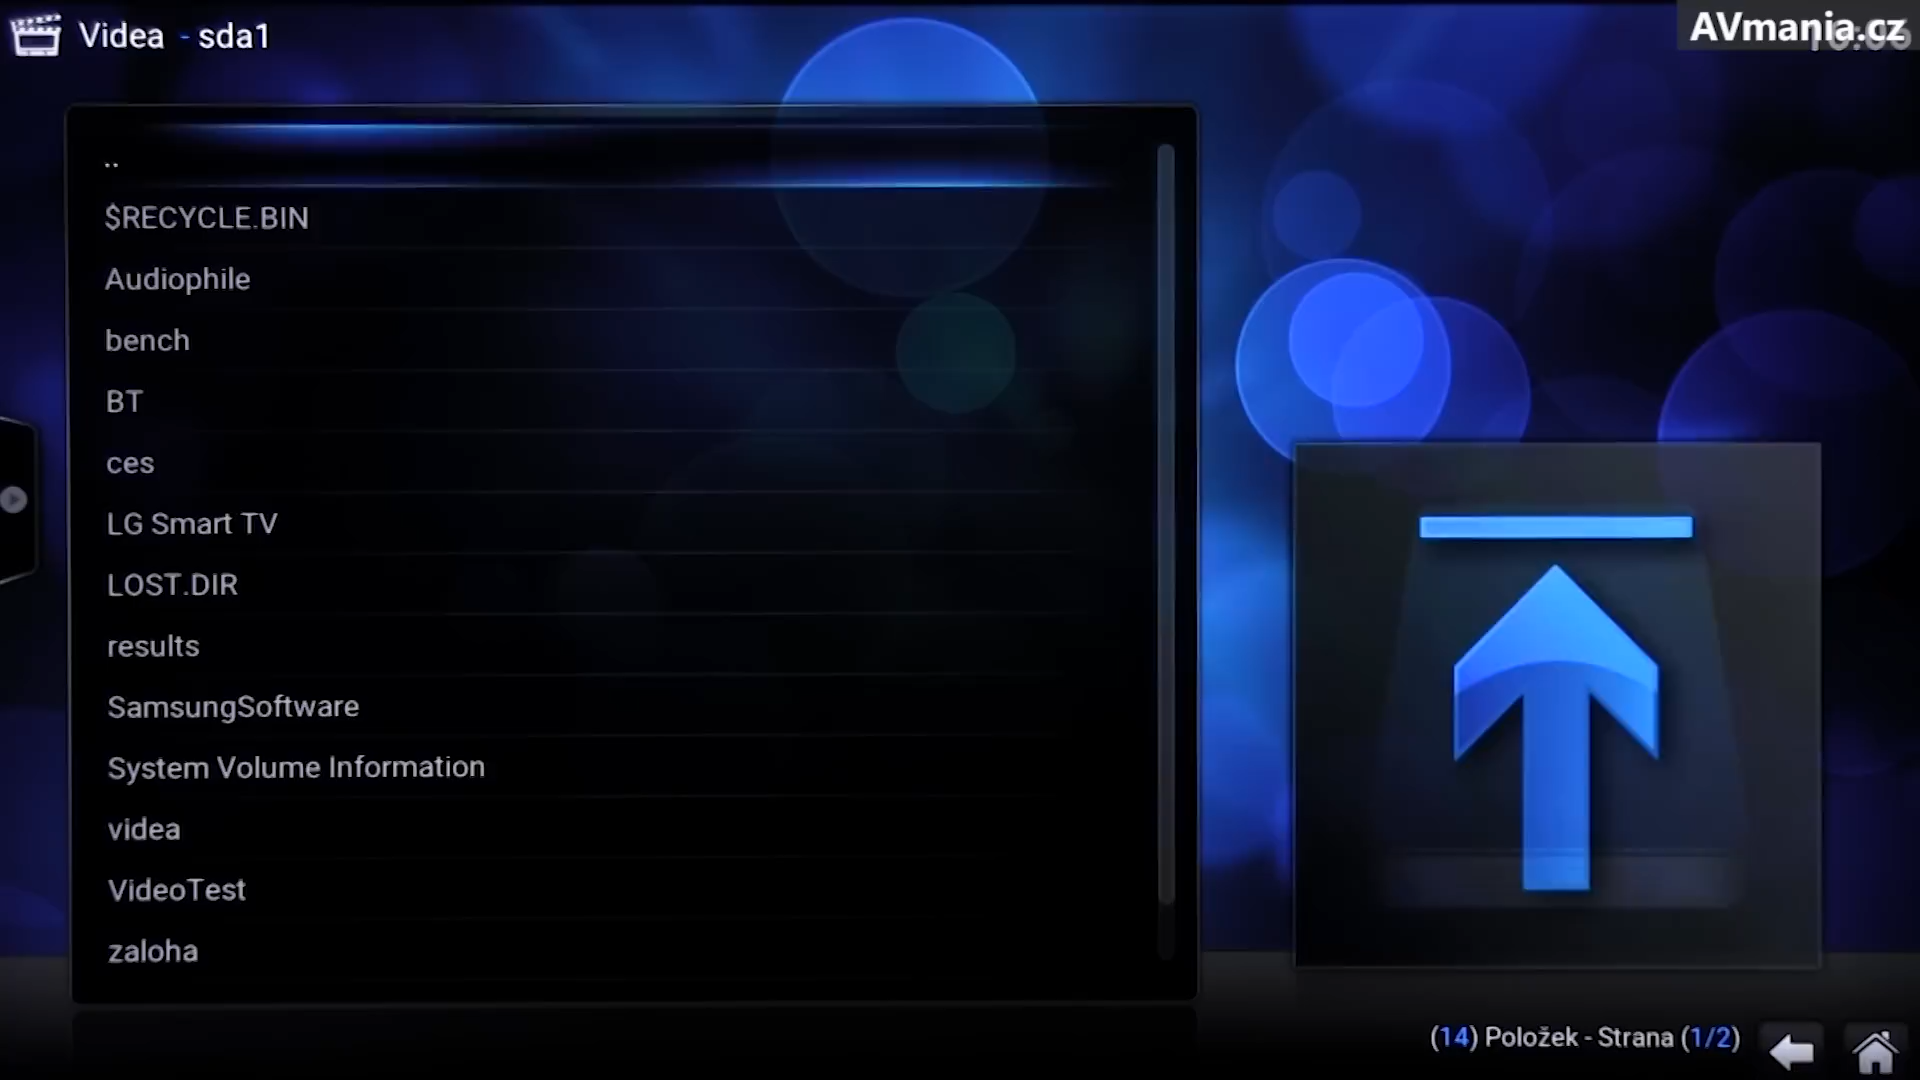 Videa - sda1
AVmania.cz
..
$RECYCLE.BIN
Audiophile
bench
BT
ces
LG Smart TV
LOST.DIR
results
SamsungSoftware
System Volume Information
videa
VideoTest
zaloha
(14) Položek - Strana (1/2)